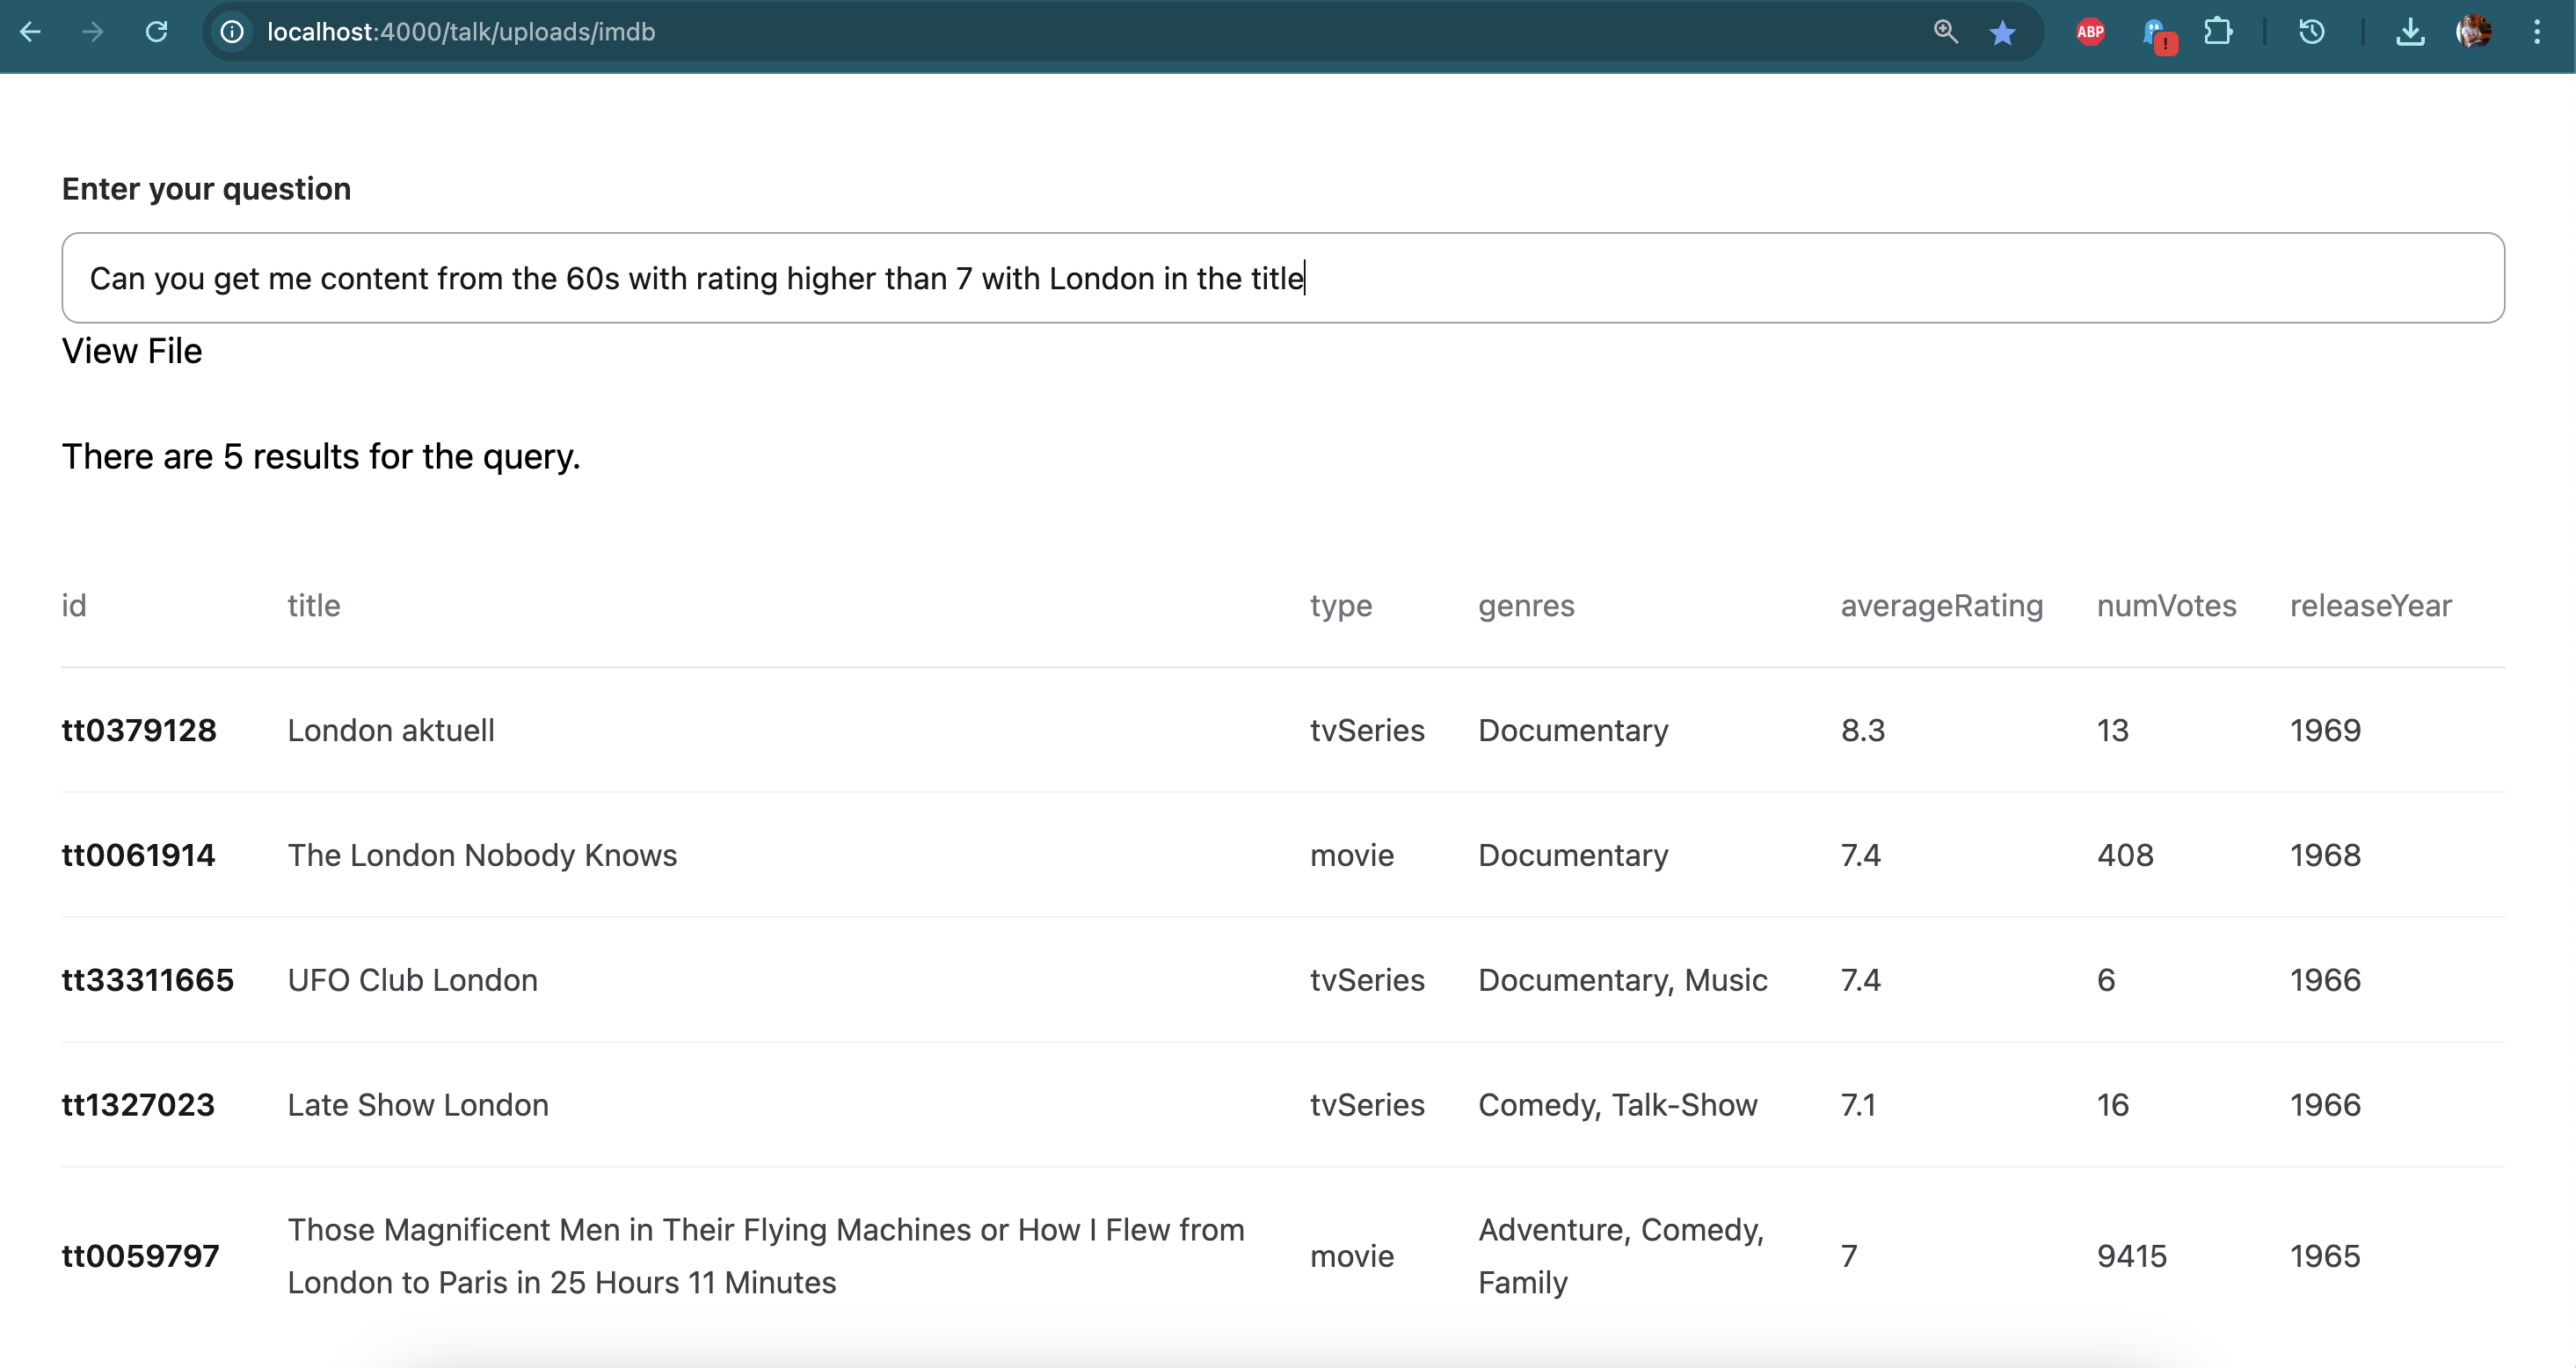 localhost:4000/talk/uploads/imdb
ABP
!
Enter your question
Can you get me content from the 60s with rating higher than 7 with London in the title
View File
There are 5 results for the query.
id title type genres averageRating numVotes releaseYear
tt0379128 London aktuell tvSeries Documentary 8.3 13 1969
tt0061914 The London Nobody Knows movie Documentary 7.4 408 1968
tt33311665 UFO Club London tvSeries Documentary, Music 7.4 6 1966
tt1327023 Late Show London tvSeries Comedy, Talk-Show 7.1 16 1966
Those Magnificent Men in Their Flying Machines or How I Flew from Adventure, Comedy,
tt0059797 movie 7 9415 1965
London to Paris in 25 Hours 11 Minutes Family